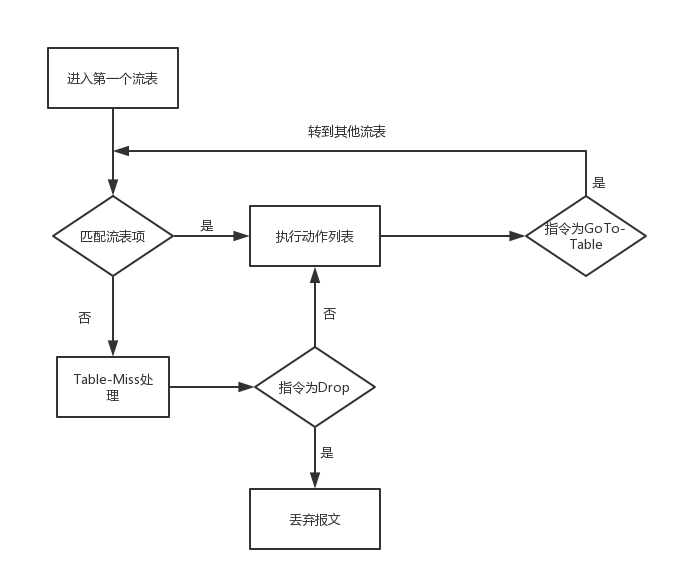 进入第一个流表
转到其他流表
是
匹配流表项
是
执行动作列表
指令为GoTo-
Table
否
否
Table-Miss处
理
指令为Drop
是
丢弃报文